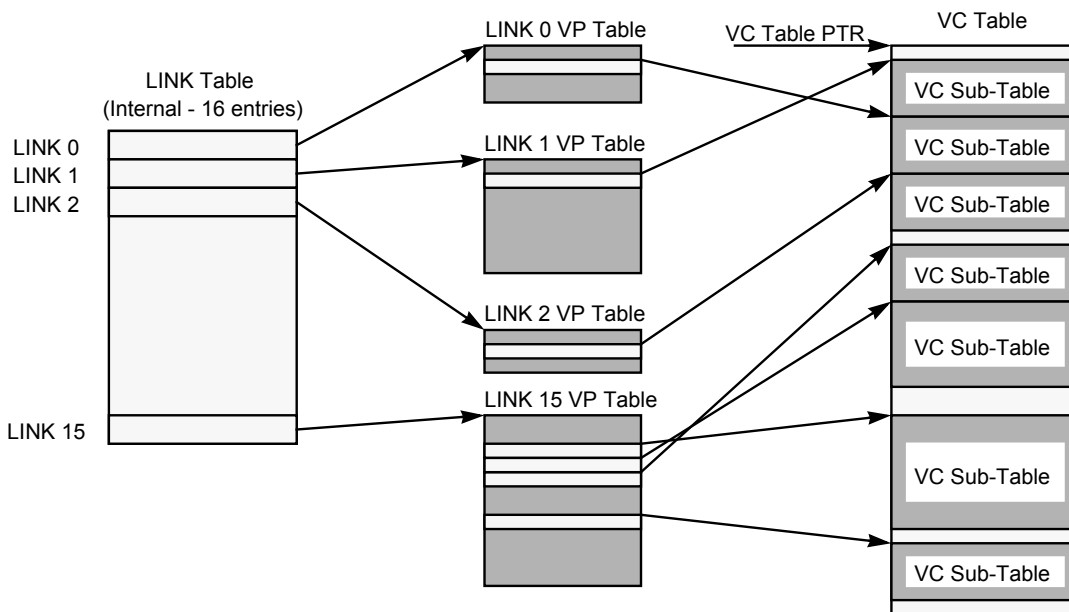 LINK Table
(Internal - 16 entries)
LINK 0
LINK 1
LINK 2
LINK 15
LINK 0 VP Table
LINK 1 VP Table
LINK 2 VP Table
LINK 15 VP Table
VC Table PTR
VC Table
VC Sub-Table
VC Sub-Table
VC Sub-Table
VC Sub-Table
VC Sub-Table
VC Sub-Table
VC Sub-Table